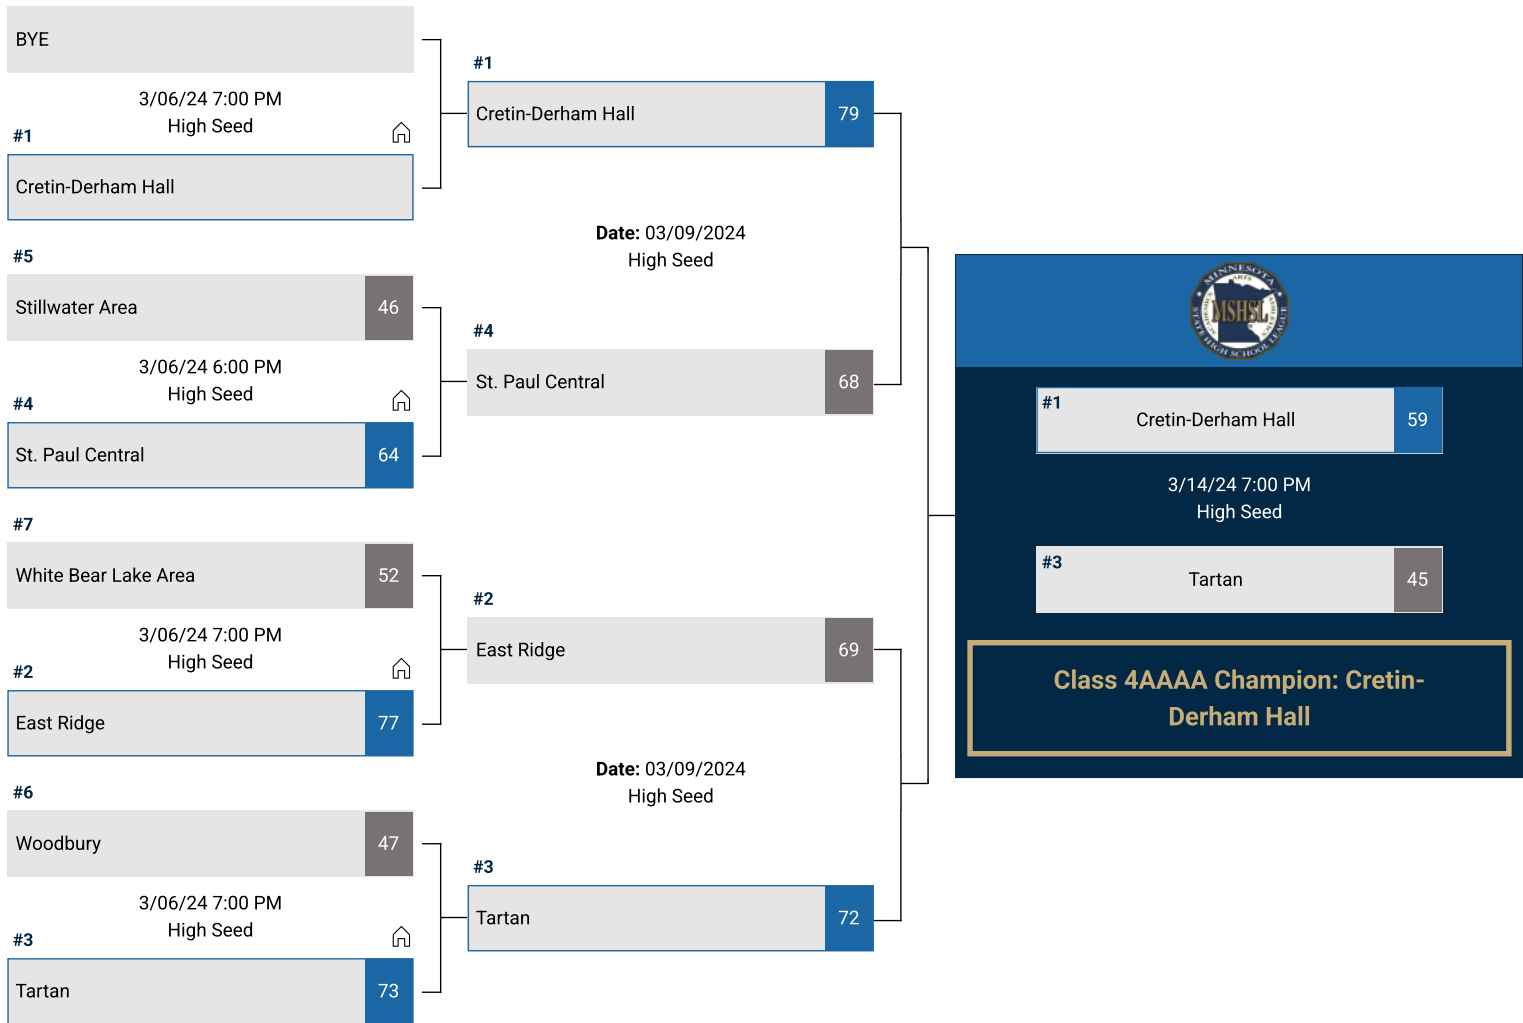 BYE
3/06/24 7:00 PM
High Seed
#1
Cretin-Derham Hall
#5
Stillwater Area
46
3/06/24 6:00 PM
High Seed
#4
St. Paul Central
64
#7
White Bear Lake Area
52
3/06/24 7:00 PM
High Seed
#2
East Ridge
77
#6
Woodbury
47
3/06/24 7:00 PM
High Seed
#3
Tartan
73
#1
Cretin-Derham Hall
79
Date: 03/09/2024
High Seed
#4
St. Paul Central
68
#2
East Ridge
69
Date: 03/09/2024
High Seed
#3
Tartan
72
MINNESOTA
ARTS
MSHSL
STATE HIGH SCHOOL LEAGUE
#1
Cretin-Derham Hall
59
3/14/24 7:00 PM
High Seed
#3
Tartan
45
Class 4AAAA Champion: Cretin-
Derham Hall